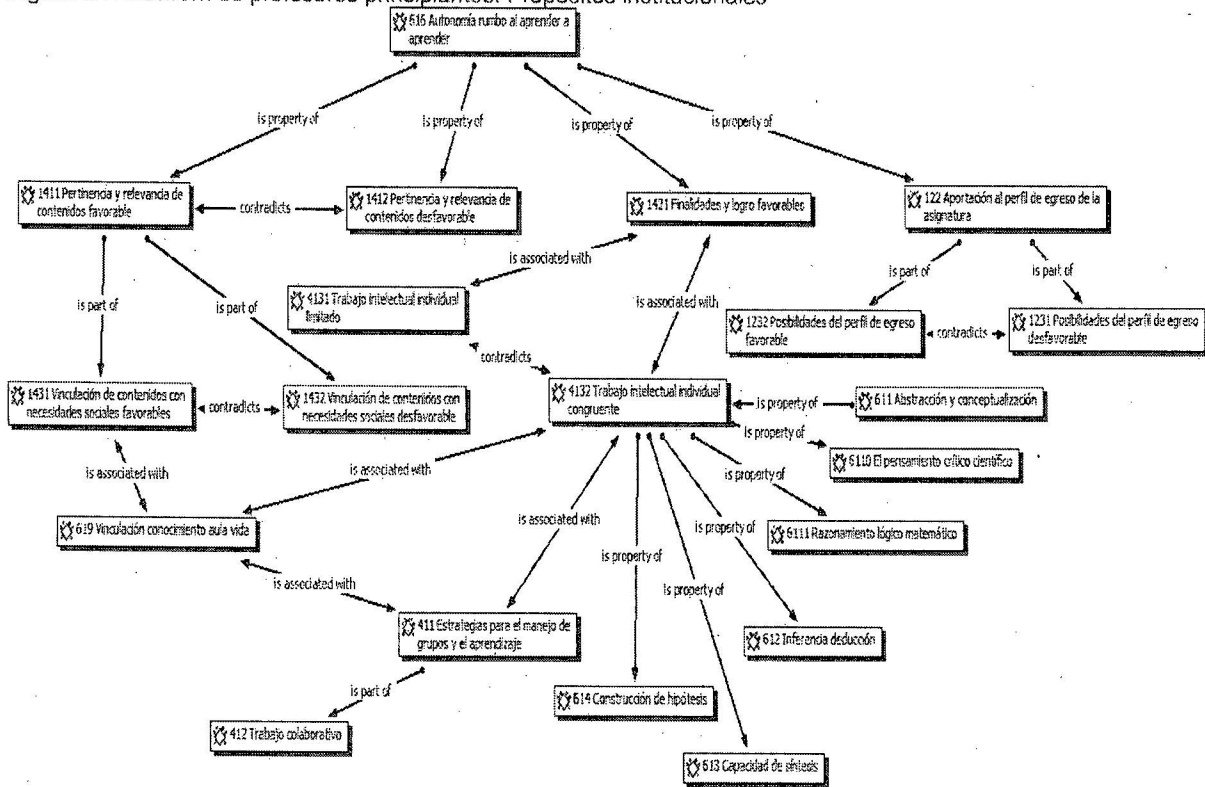 de profesores principiantes. Propósitos institucionales
616 Autonomía rumbo al aprender a
aprender
is property of
is property of
is property of
is property of
1411 Pertinencia y relevancia de
contenidos favorable
contradicts
1412 Pertinencia y relevancia de
contenidos desfavorable
1421 Finalidades y logro favorables
122 Aportación al perfil de egreso de la
asignatura
is associated with
is part of
is part of
is part of
is part of
4131 Trabajo intelectual individual
limitado
is associated with
1232 Posibilidades del perfil de egreso
favorable
contradicts
1231 Posibilidades del perfil de egreso
desfavorable
contradicts
1431 Vinculación de contenidos con
necesidades sociales favorables
contradicts
1432 Vinculación de contenidos con
necesidades sociales desfavorable
4132 Trabajo intelectual individual
congruente
is property of
611 Abstracción y conceptualización
is property of
6110 El pensamiento crítico científico
is associated with
is associated with
is property of
619 Vinculación conocimiento aula vida
is associated with
is property of
6111 Razonamiento lógico matemático
is property of
is associated with
is property of
411 Estrategias para el manejo de
grupos y el aprendizaje
612 Inferencia deducción
is part of
614 Construcción de hipótesis
412 Trabajo colaborativo
613 Capacidad de síntesis